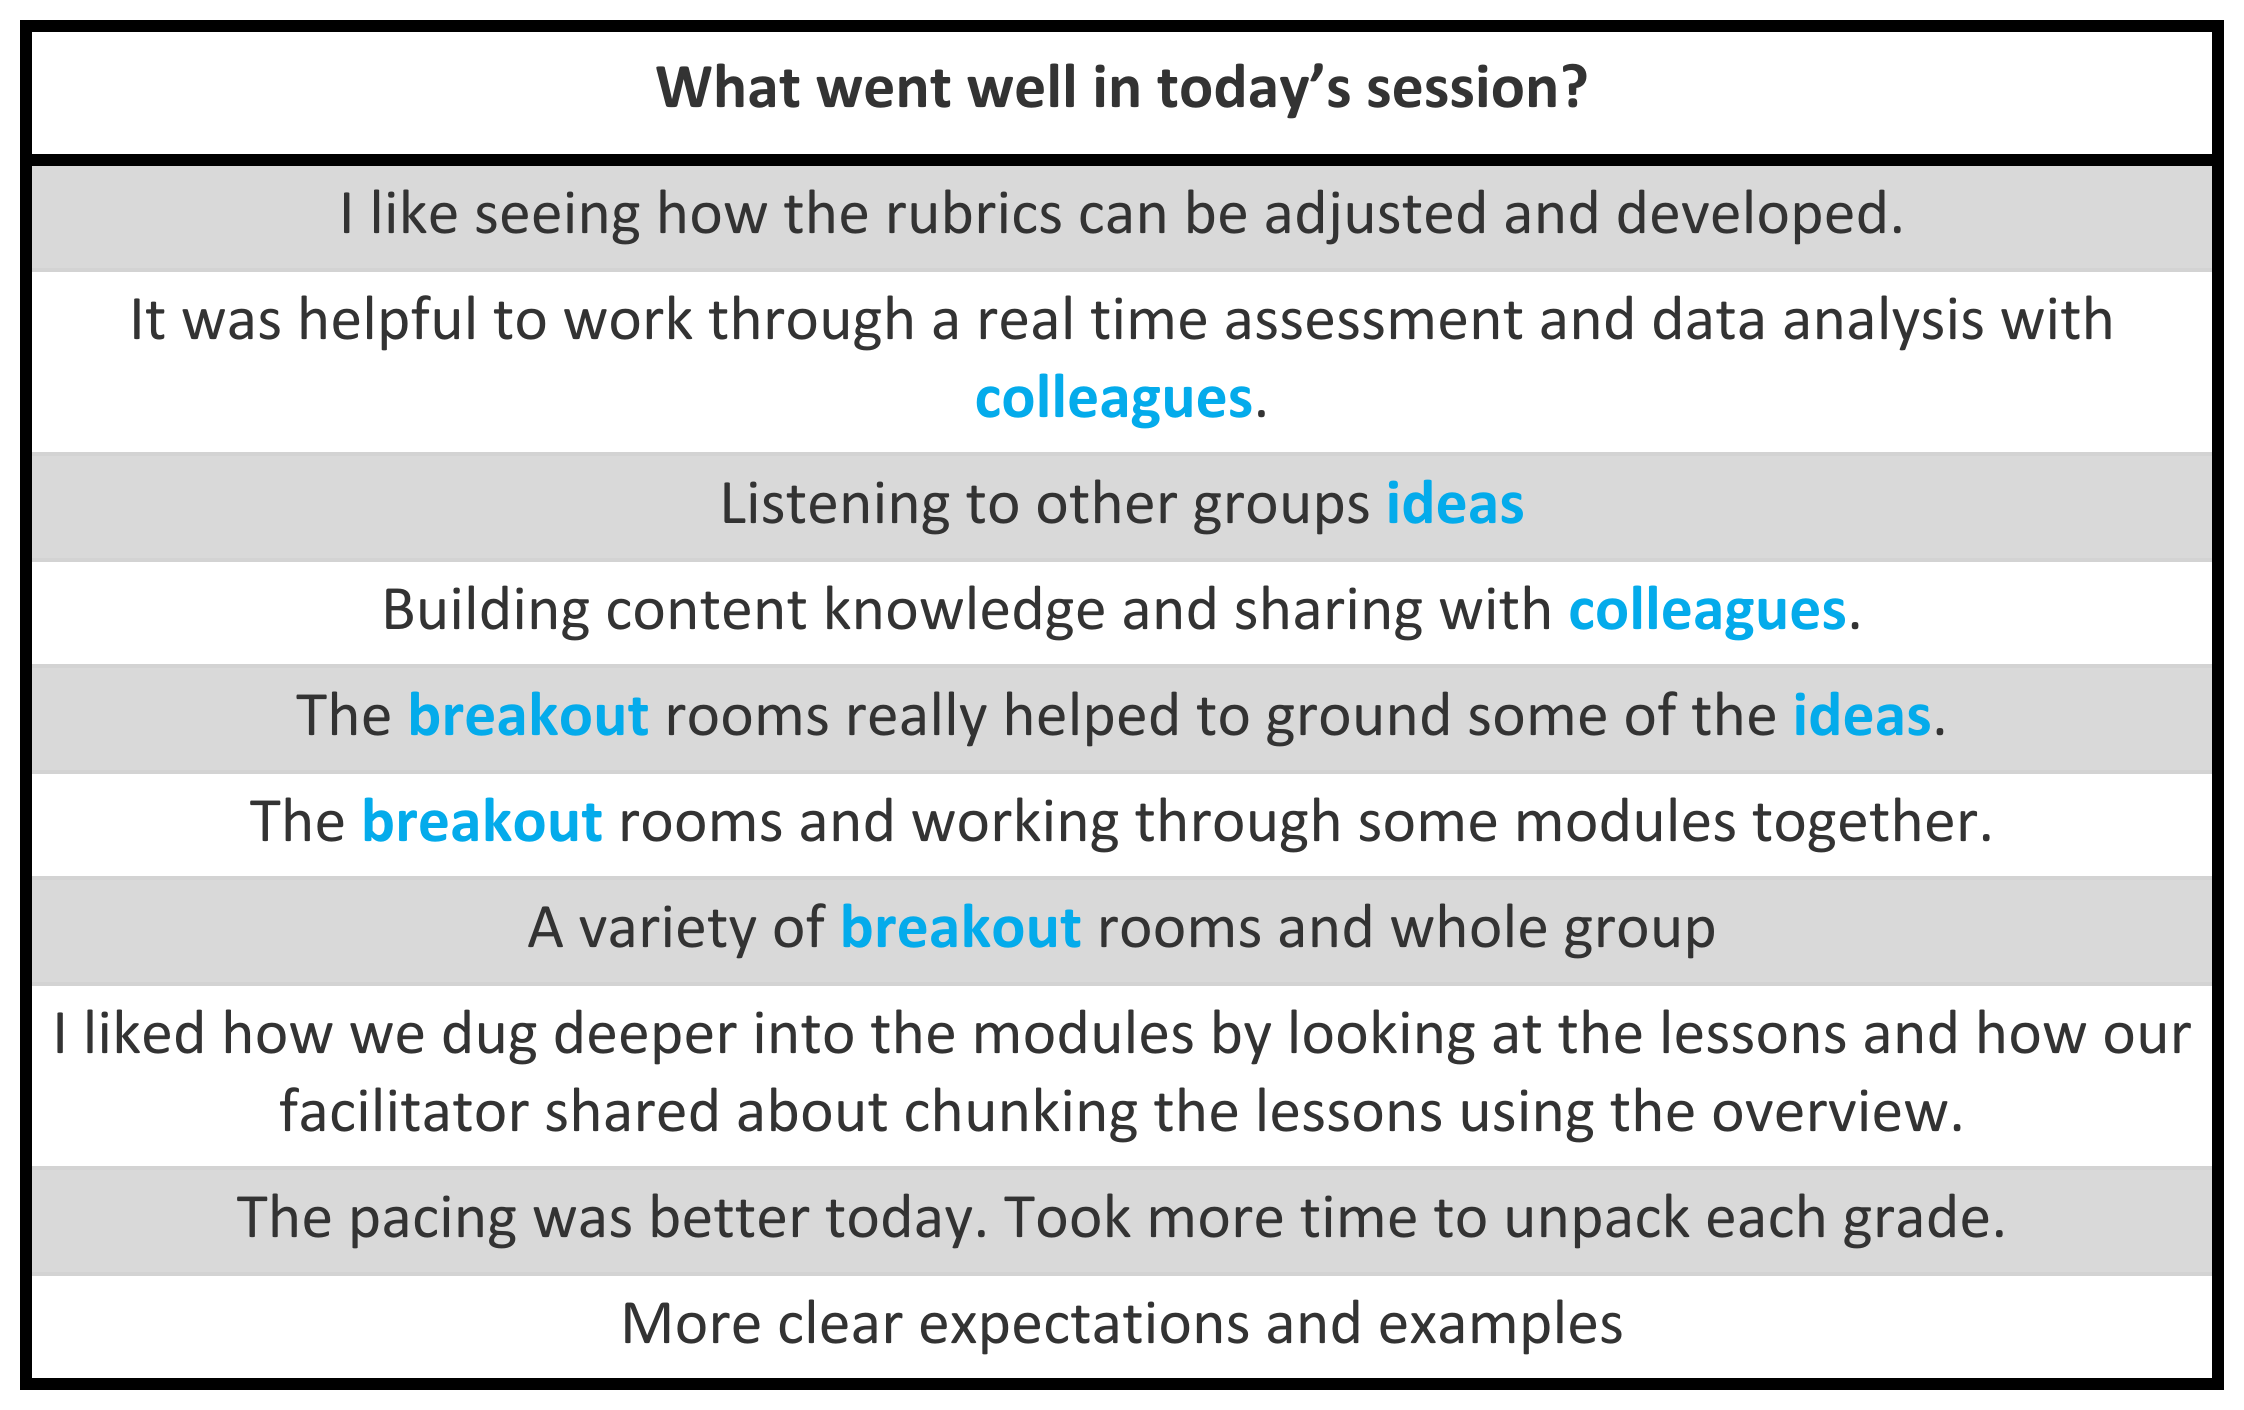 What went well in today’s session?
I like seeing how the rubrics can be adjusted and developed.
It was helpful to work through a real time assessment and data analysis with
colleagues.
Listening to other groups ideas
Building content knowledge and sharing with colleagues.
The breakout rooms really helped to ground some of the ideas.
The breakout rooms and working through some modules together.
A variety of breakout rooms and whole group
I liked how we dug deeper into the modules by looking at the lessons and how our
facilitator shared about chunking the lessons using the overview.
The pacing was better today. Took more time to unpack each grade.
More clear expectations and examples